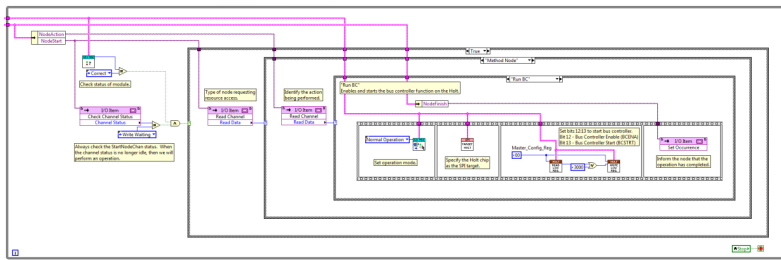 NodeAction
NodeStart
True
"Method Node"
1?
Correct
Check status of module.
Type of node requesting
resource access.
Identify the action
being performed.
"Run BC"
"Run BC"
Enables and starts the bus controller function on the Holt.
NodeFinish
I/O Item
Check Channel Status
Channel Status
I/O Item
Read Channel
Read Data
I/O Item
Read Channel
Read Data
Write Waiting
Always check the StartNodeChan status. When
the channel status is no longer idle, then we will
perform an operation.
Normal Operation
Set operation mode.
TARGET
HOLT
Specify the Holt chip
as the SPI target.
Set bits 12:13 to start bus controller.
Bit 12 - Bus Controller Enable (BCENA)
Bit 13 - Bus Controller Start (BCSTRT)
Master_Config_Reg
x00
x3000
I/O Item
Set Occurrence
Inform the node that the
operation has completed.
i
Stop